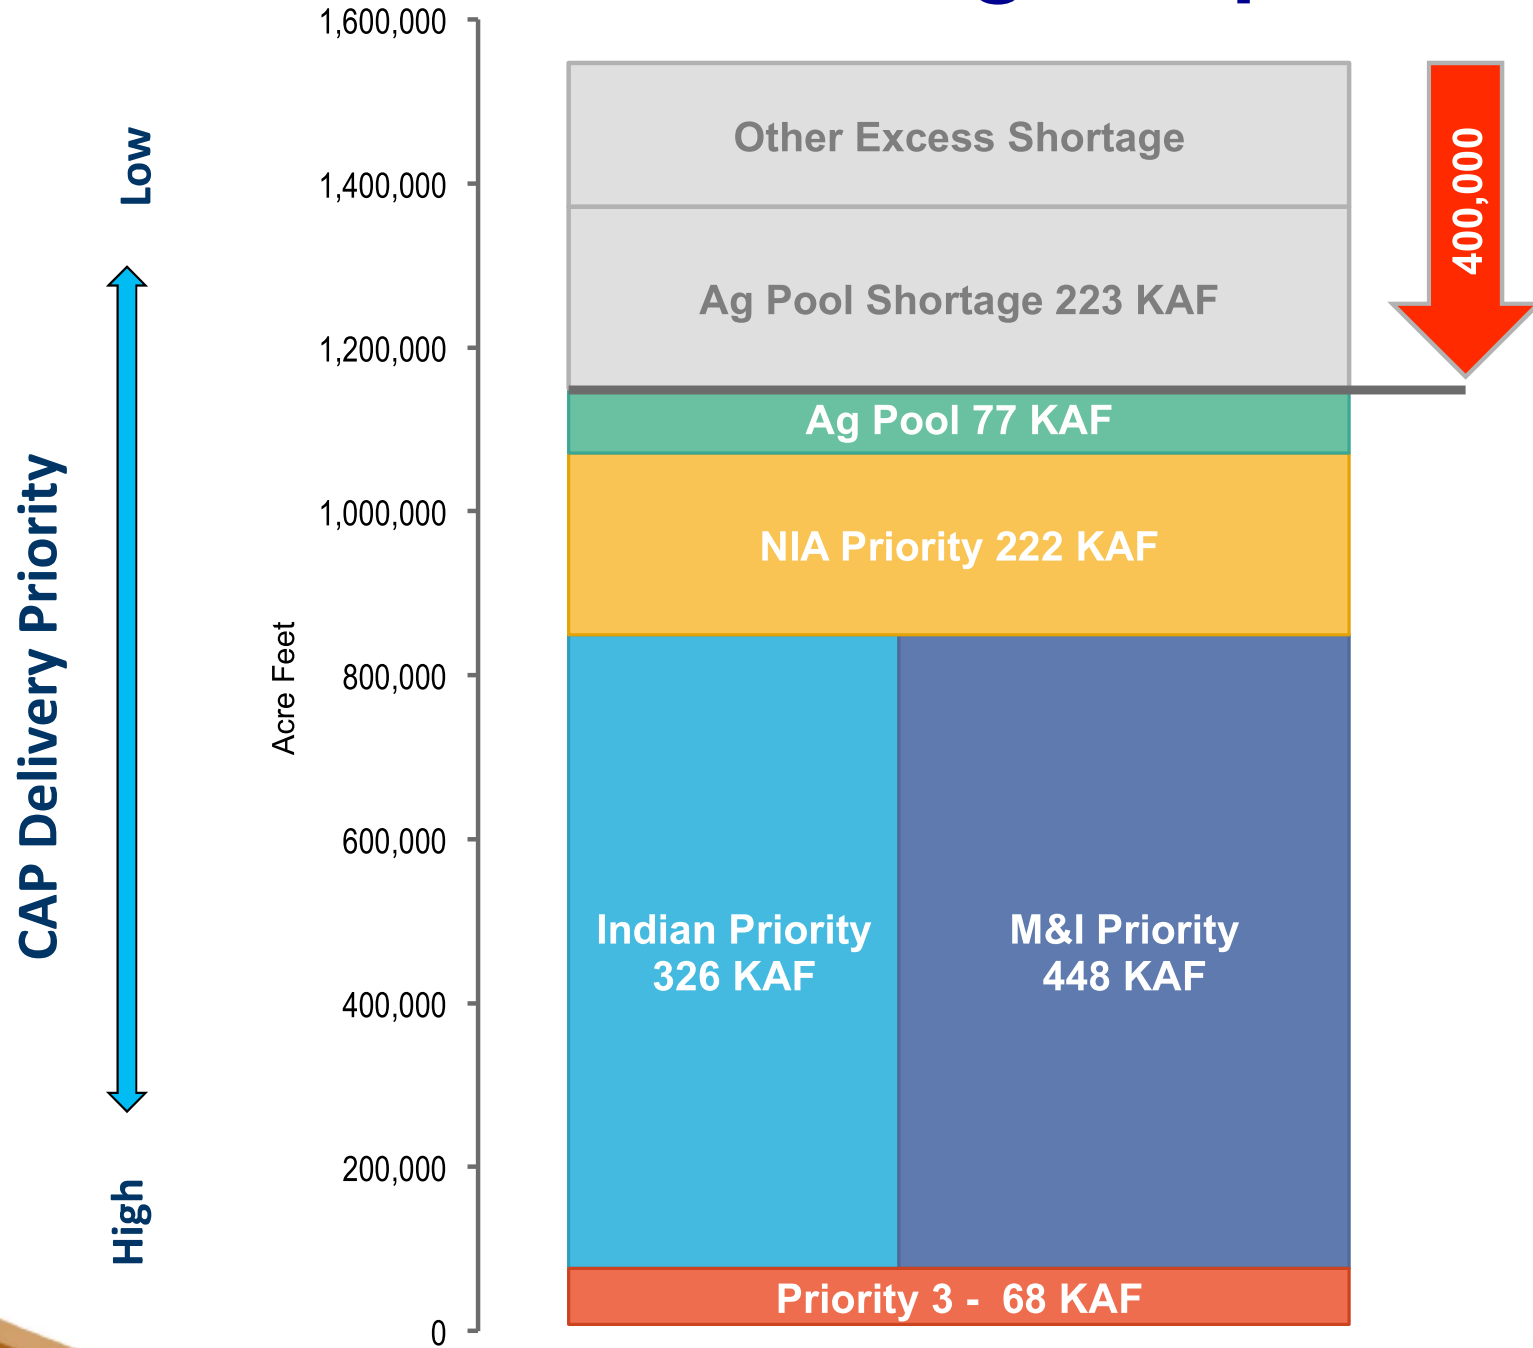 1,600,000
1,400,000
1,200,000
1,000,000
800,000
600,000
400,000
200,000
0
Acre Feet
Low
CAP Delivery Priority
High
Other Excess Shortage
Ag Pool Shortage 223 KAF
Ag Pool 77 KAF
NIA Priority 222 KAF
Indian Priority
326 KAF
M&I Priority
448 KAF
Priority 3 - 68 KAF
400,000